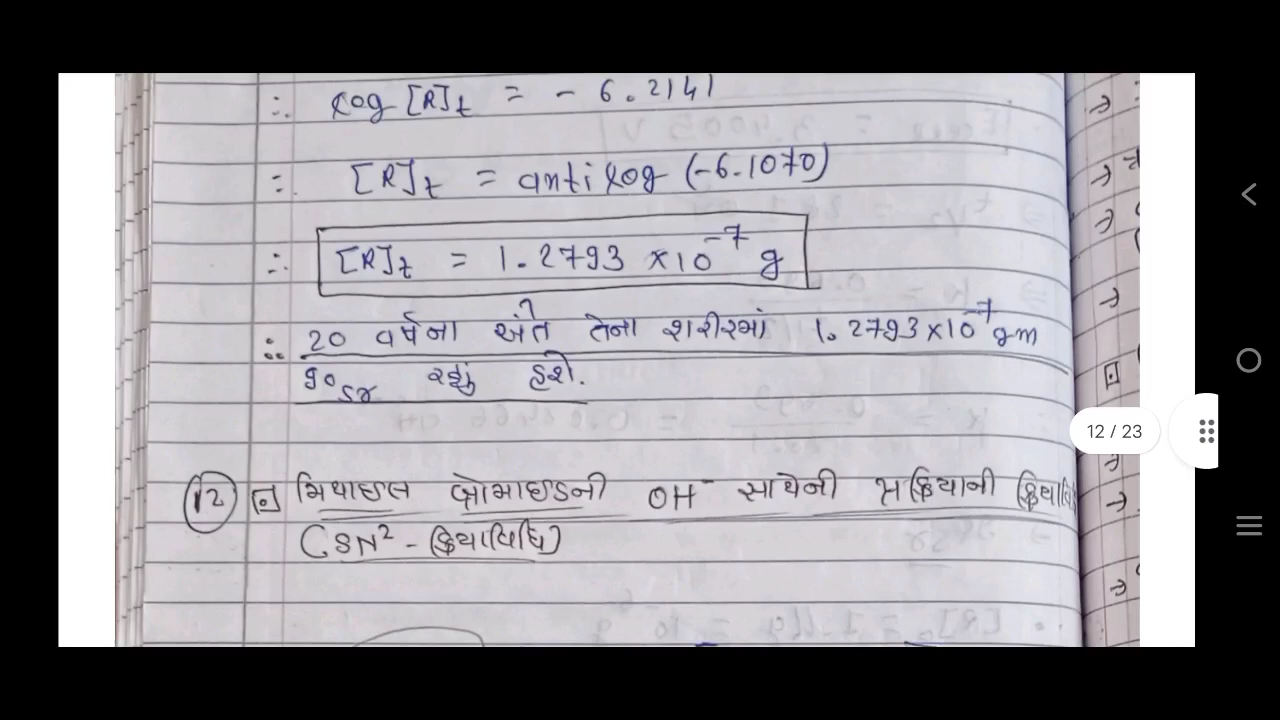 ∴ log [R]t = - 6.2141
∴ [R]t = antilog (-6.1070)
∴ [R]t = 1.2793 ×10⁻⁷ g
∴ 20 વર્ષના અંતે તેના શરીરમાં 1.2793×10⁻⁷ gm
90Sr રહ્યું હશે.
12 મિથાઇલ બ્રોમાઇડની OH⁻ સાથેની પ્રક્રિયાની
(SN² - ક્રિયાવિધિ)
12 / 23